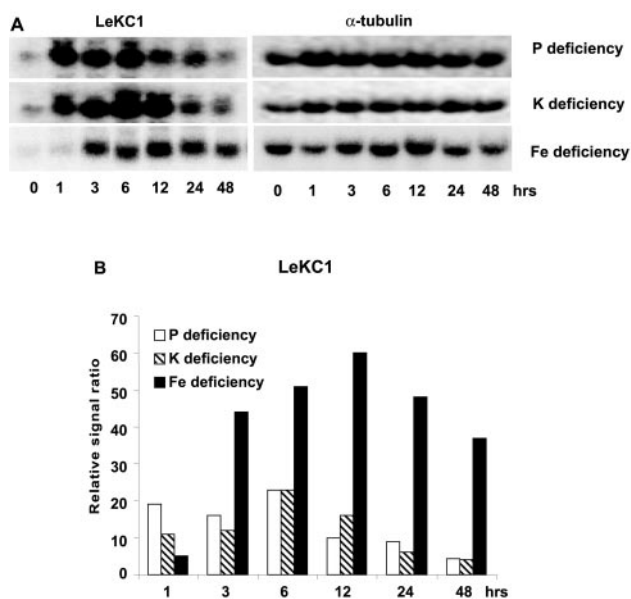 A LeKC1 α-tubulin
P deficiency
K deficiency
Fe deficiency
0 1 3 6 12 24 48 0 1 3 6 12 24 48 hrs
B LeKC1
Relative signal ratio
70
60
50
40
30
20
10
0
P deficiency
K deficiency
Fe deficiency
1 3 6 12 24 48 hrs